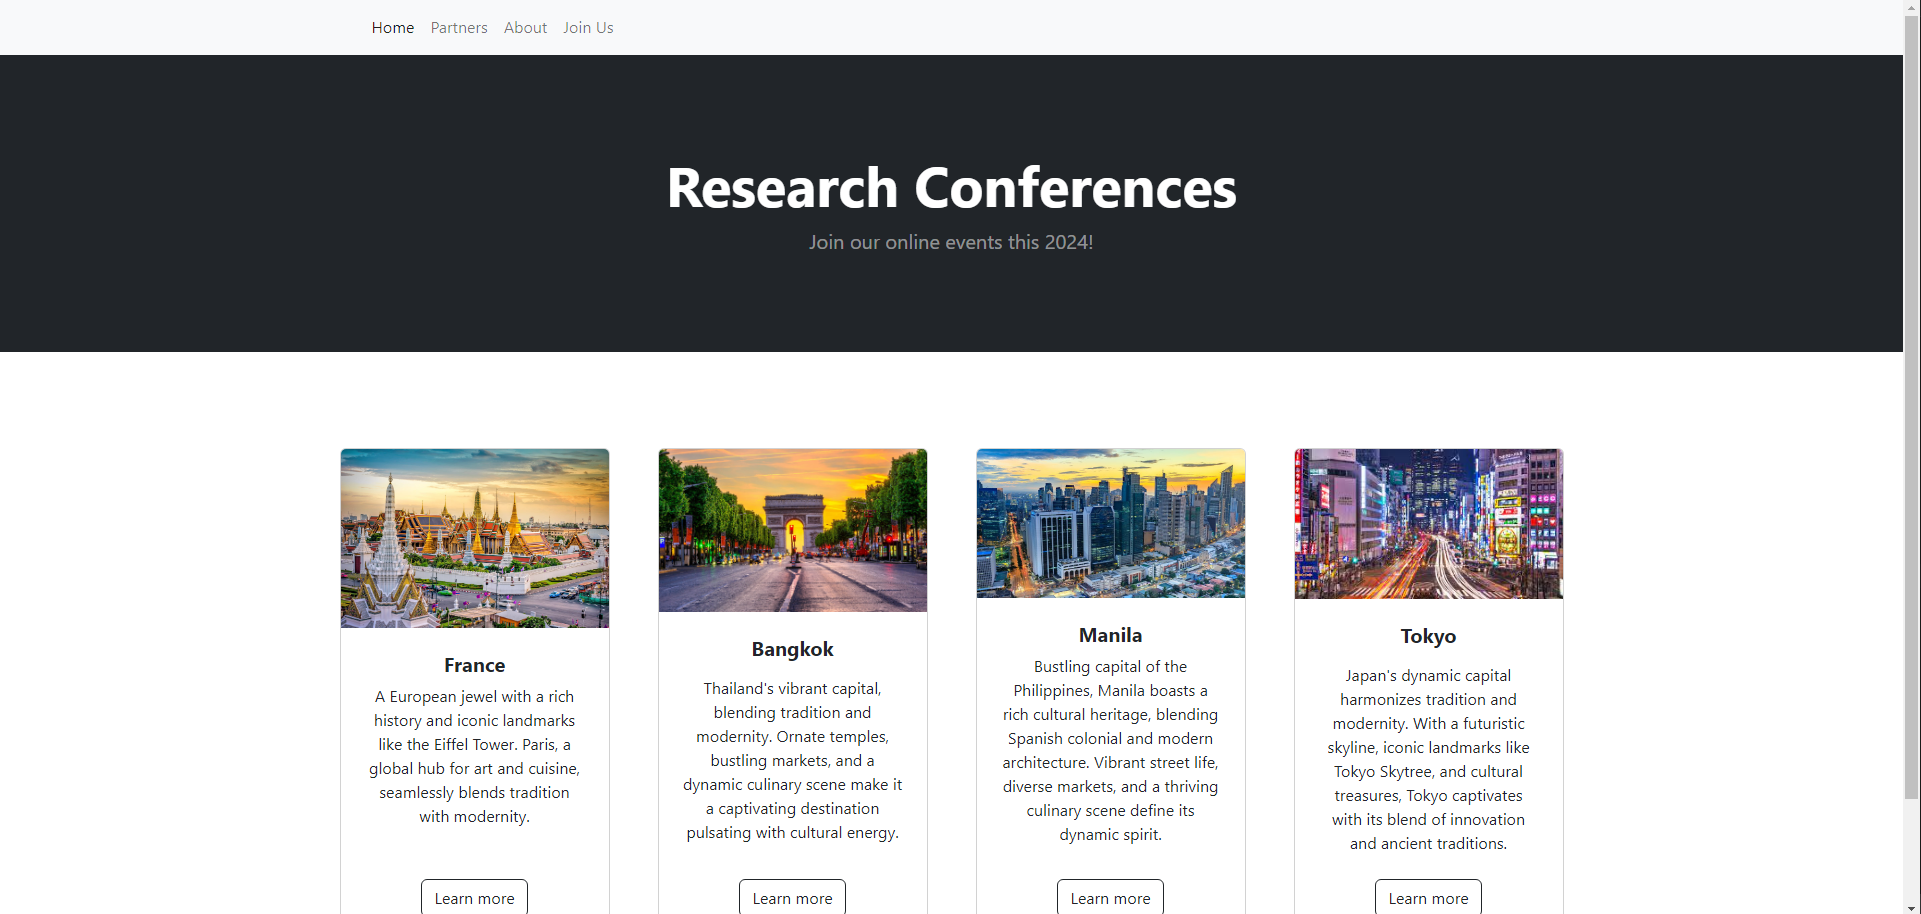 Home Partners About Join Us
Research Conferences
Join our online events this 2024!
France
A European jewel with a rich
history and iconic landmarks
like the Eiffel Tower. Paris, a
global hub for art and cuisine,
seamlessly blends tradition
with modernity.
Learn more
Bangkok
Thailand's vibrant capital,
blending tradition and
modernity. Ornate temples,
bustling markets, and a
dynamic culinary scene make it
a captivating destination
pulsating with cultural energy.
Learn more
Manila
Bustling capital of the
Philippines, Manila boasts a
rich cultural heritage, blending
Spanish colonial and modern
architecture. Vibrant street life,
diverse markets, and a thriving
culinary scene define its
dynamic spirit.
Learn more
Tokyo
Japan's dynamic capital
harmonizes tradition and
modernity. With a futuristic
skyline, iconic landmarks like
Tokyo Skytree, and cultural
treasures, Tokyo captivates
with its blend of innovation
and ancient traditions.
Learn more